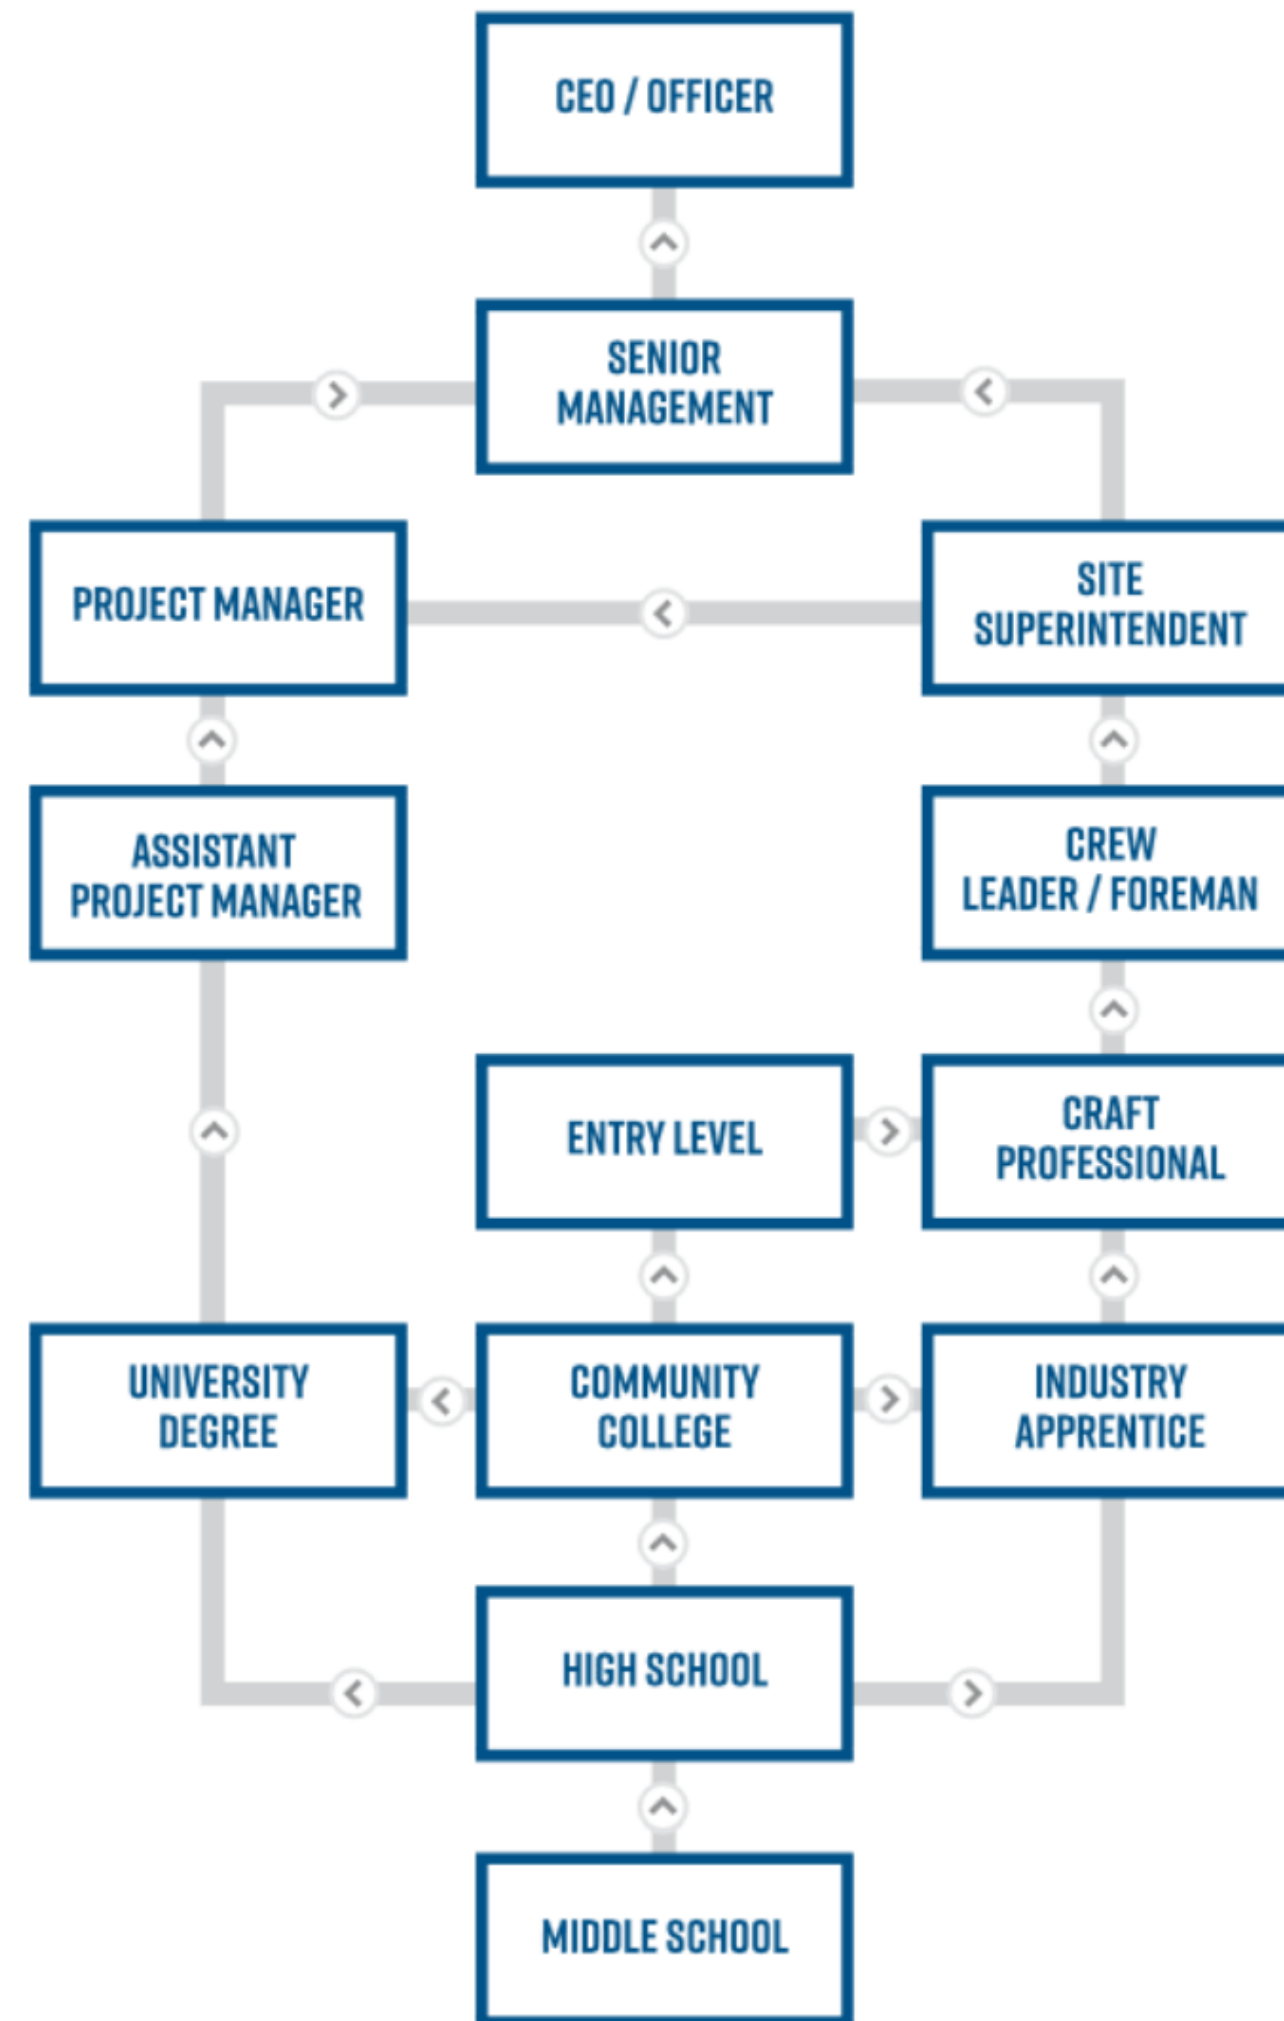 CEO / OFFICER
SENIOR
MANAGEMENT
PROJECT MANAGER
SITE
SUPERINTENDENT
ASSISTANT
PROJECT MANAGER
CREW
LEADER / FOREMAN
ENTRY LEVEL
CRAFT
PROFESSIONAL
UNIVERSITY
DEGREE
COMMUNITY
COLLEGE
INDUSTRY
APPRENTICE
HIGH SCHOOL
MIDDLE SCHOOL